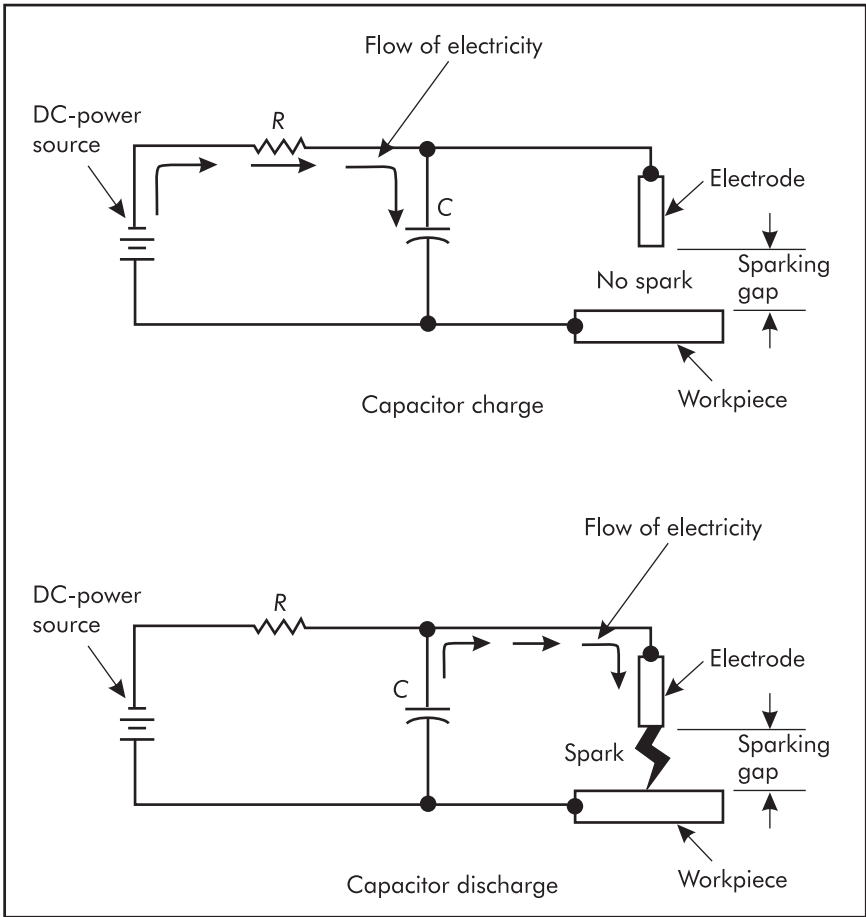 Flow of electricity
DC-power
source
R
C
Electrode
No spark
Sparking
gap
Workpiece
Capacitor charge
Flow of electricity
DC-power
source
R
C
Electrode
Spark
Sparking
gap
Workpiece
Capacitor discharge